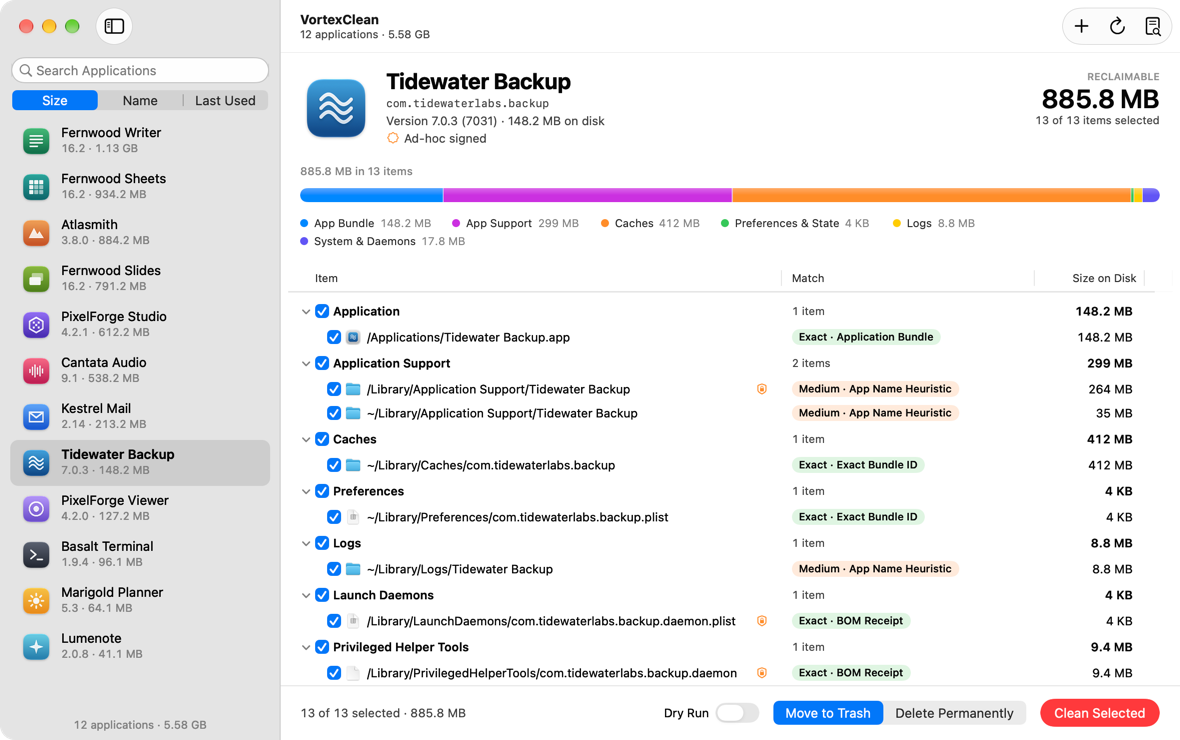 Search Applications
Size Name Last Used
Fernwood Writer
16.2 · 1.13 GB
Fernwood Sheets
16.2 · 934.2 MB
Atlasmith
3.8.0 · 884.2 MB
Fernwood Slides
16.2 · 791.2 MB
PixelForge Studio
4.2.1 · 612.2 MB
Cantata Audio
9.1 · 538.2 MB
Kestrel Mail
2.14 · 213.2 MB
Tidewater Backup
7.0.3 · 148.2 MB
PixelForge Viewer
4.2.0 · 127.2 MB
Basalt Terminal
1.9.4 · 96.1 MB
Marigold Planner
5.3 · 64.1 MB
Lumenote
2.0.8 · 41.1 MB
12 applications · 5.58 GB
VortexClean
12 applications · 5.58 GB
Tidewater Backup
com.tidewaterlabs.backup
Version 7.0.3 (7031) · 148.2 MB on disk
Ad-hoc signed
RECLAIMABLE
885.8 MB
13 of 13 items selected
885.8 MB in 13 items
App Bundle 148.2 MB App Support 299 MB Caches 412 MB Preferences & State 4 KB Logs 8.8 MB
System & Daemons 17.8 MB
Item Match Size on Disk
Application 1 item 148.2 MB
/Applications/Tidewater Backup.app Exact · Application Bundle 148.2 MB
Application Support 2 items 299 MB
/Library/Application Support/Tidewater Backup Medium · App Name Heuristic 264 MB
~/Library/Application Support/Tidewater Backup Medium · App Name Heuristic 35 MB
Caches 1 item 412 MB
~/Library/Caches/com.tidewaterlabs.backup Exact · Exact Bundle ID 412 MB
Preferences 1 item 4 KB
~/Library/Preferences/com.tidewaterlabs.backup.plist Exact · Exact Bundle ID 4 KB
Logs 1 item 8.8 MB
~/Library/Logs/Tidewater Backup Medium · App Name Heuristic 8.8 MB
Launch Daemons 1 item 4 KB
/Library/LaunchDaemons/com.tidewaterlabs.backup.daemon.plist Exact · BOM Receipt 4 KB
Privileged Helper Tools 1 item 9.4 MB
/Library/PrivilegedHelperTools/com.tidewaterlabs.backup.daemon Exact · BOM Receipt 9.4 MB
13 of 13 selected · 885.8 MB Dry Run Move to Trash Delete Permanently Clean Selected